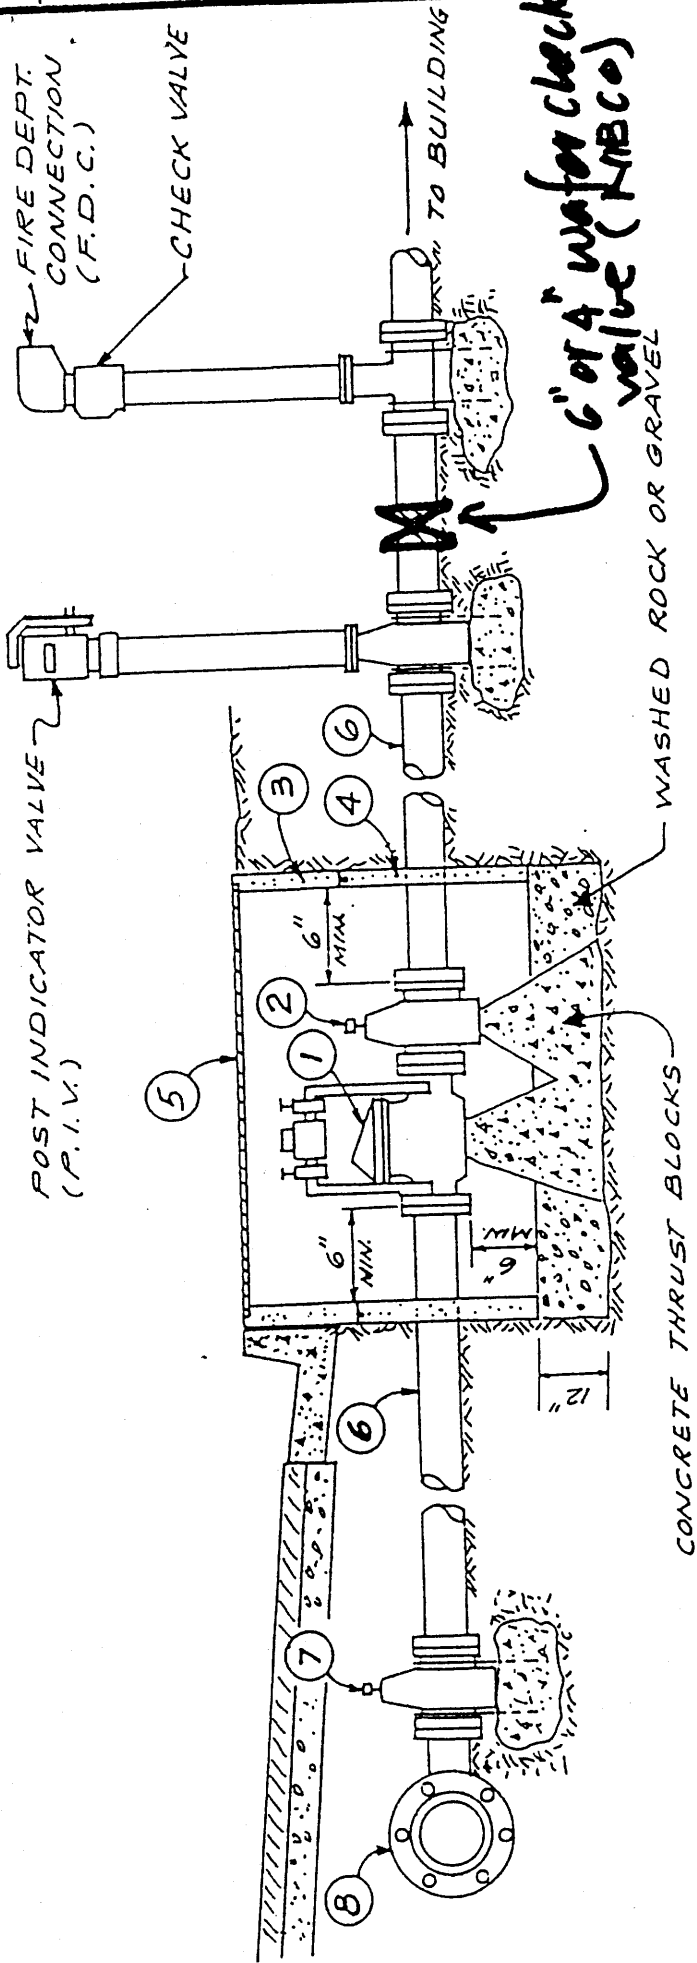 POST INDICATOR VALVE
(P.I.V.)
FIRE DEPT.
CONNECTION
(F.D.C.)
CHECK VALVE
TO BUILDING
6" or 4" wafer check
valve (NIBCO)
WASHED ROCK OR GRAVEL
CONCRETE THRUST BLOCKS
1
2
3
4
5
6
6
7
8
6"
MIN.
6"
MIN.
6"
MIN.
12"